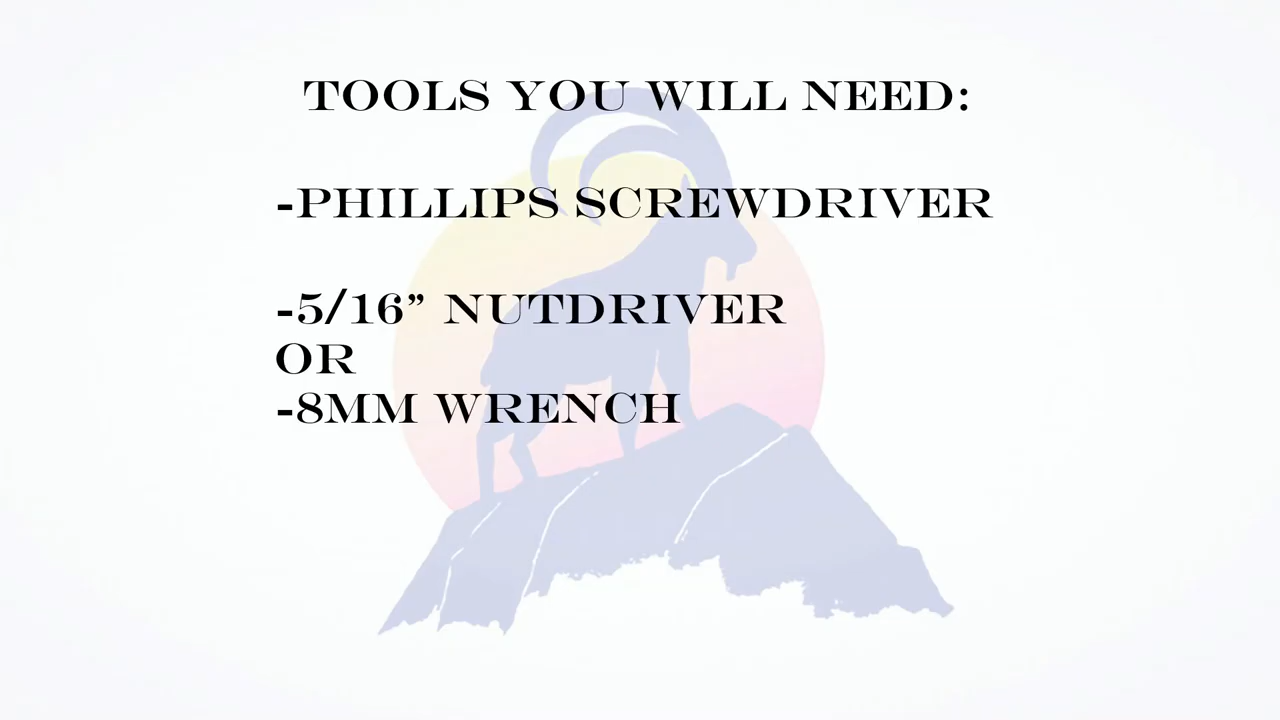 TOOLS YOU WILL NEED:
-PHILLIPS SCREWDRIVER
-5/16” NUTDRIVER
OR
-8MM WRENCH